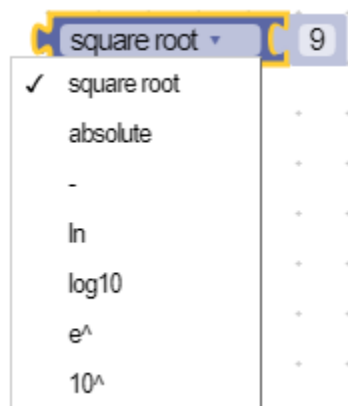 square root ▾ 9
✓ square root
absolute
-
ln
log10
e^
10^